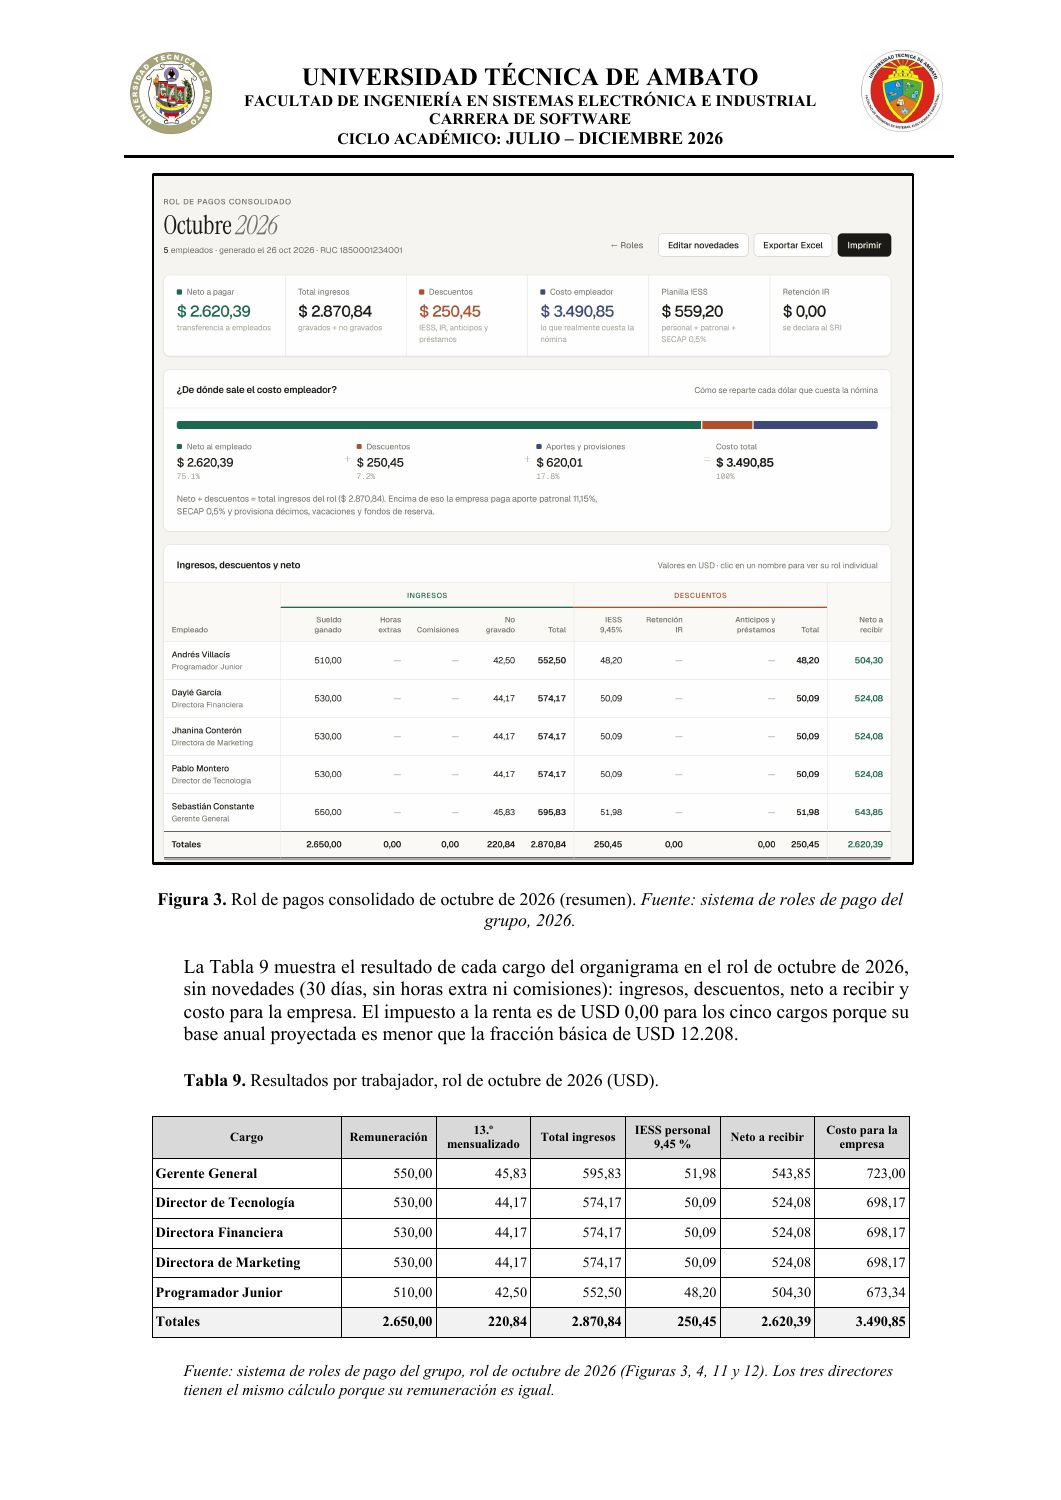 UNIVERSIDAD TÉCNICA DE AMBATO
FACULTAD DE INGENIERÍA EN SISTEMAS ELECTRÓNICA E INDUSTRIAL
CARRERA DE SOFTWARE
CICLO ACADÉMICO: JULIO – DICIEMBRE 2026
ROL DE PAGOS CONSOLIDADO
Octubre 2026
5 empleados · generado el 26 oct 2026 · RUC 1850001234001
← Roles Editar novedades Exportar Excel Imprimir
Neto a pagar Total ingresos Descuentos Costo empleador Planilla IESS Retención IR
$ 2.620,39 $ 2.870,84 $ 250,45 $ 3.490,85 $ 559,20 $ 0,00
transferencia a empleados gravados + no gravados IESS, IR, anticipos y lo que realmente cuesta la personal + patronal + se declara al SRI
préstamos nómina SECAP 0,5%
¿De dónde sale el costo empleador? Cómo se reparte cada dólar que cuesta la nómina
Neto al empleado Descuentos Aportes y provisiones Costo total
$ 2.620,39 + $ 250,45 + $ 620,01 = $ 3.490,85
75.1% 7.2% 17.8% 100%
Neto + descuentos = total ingresos del rol ($ 2.870,84). Encima de eso la empresa paga aporte patronal 11,15%,
SECAP 0,5% y provisiona décimos, vacaciones y fondos de reserva.
Ingresos, descuentos y neto Valores en USD · clic en un nombre para ver su rol individual
INGRESOS DESCUENTOS
Sueldo Horas No IESS Retención Anticipos y Neto a
Empleado ganado extras Comisiones gravado Total 9,45% IR préstamos Total recibir
Andrés Villacís
Programador Junior 510,00 — — 42,50 552,50 48,20 — — 48,20 504,30
Daylé García
Directora Financiera 530,00 — — 44,17 574,17 50,09 — — 50,09 524,08
Jhanina Conterón
Directora de Marketing 530,00 — — 44,17 574,17 50,09 — — 50,09 524,08
Pablo Montero
Director de Tecnología 530,00 — — 44,17 574,17 50,09 — — 50,09 524,08
Sebastián Constante
Gerente General 550,00 — — 45,83 595,83 51,98 — — 51,98 543,85
Totales 2.650,00 0,00 0,00 220,84 2.870,84 250,45 0,00 0,00 250,45 2.620,39
Figura 3. Rol de pagos consolidado de octubre de 2026 (resumen). Fuente: sistema de roles de pago del
grupo, 2026.
La Tabla 9 muestra el resultado de cada cargo del organigrama en el rol de octubre de 2026,
sin novedades (30 días, sin horas extra ni comisiones): ingresos, descuentos, neto a recibir y
costo para la empresa. El impuesto a la renta es de USD 0,00 para los cinco cargos porque su
base anual proyectada es menor que la fracción básica de USD 12.208.
Tabla 9. Resultados por trabajador, rol de octubre de 2026 (USD).
Cargo Remuneración 13.º mensualizado Total ingresos IESS personal 9,45 % Neto a recibir Costo para la empresa
Gerente General 550,00 45,83 595,83 51,98 543,85 723,00
Director de Tecnología 530,00 44,17 574,17 50,09 524,08 698,17
Directora Financiera 530,00 44,17 574,17 50,09 524,08 698,17
Directora de Marketing 530,00 44,17 574,17 50,09 524,08 698,17
Programador Junior 510,00 42,50 552,50 48,20 504,30 673,34
Totales 2.650,00 220,84 2.870,84 250,45 2.620,39 3.490,85
Fuente: sistema de roles de pago del grupo, rol de octubre de 2026 (Figuras 3, 4, 11 y 12). Los tres directores
tienen el mismo cálculo porque su remuneración es igual.